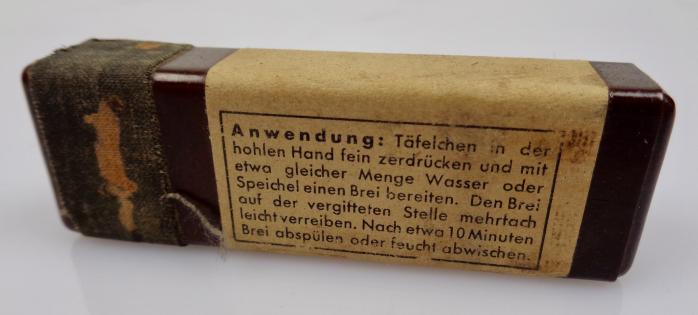 Anwendung: Täfelchen in der
hohlen Hand fein zerdrücken und mit
etwa gleicher Menge Wasser oder
Speichel einen Brei bereiten. Den Brei
auf der vergifteten Stelle mehrfach
leicht verreiben. Nach etwa 10 Minuten
Brei abspülen oder feucht abwischen.